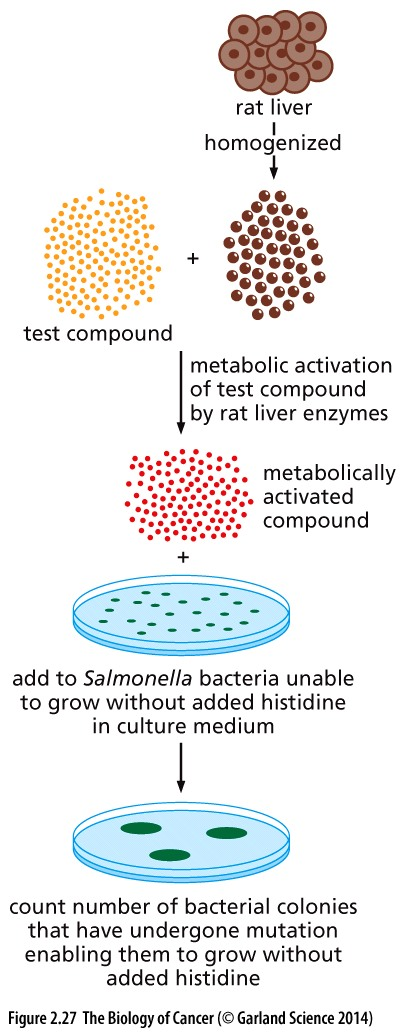 rat liver
homogenized
+
test compound
metabolic activation
of test compound
by rat liver enzymes
metabolically
activated
compound
+
add to Salmonella bacteria unable
to grow without added histidine
in culture medium
count number of bacterial colonies
that have undergone mutation
enabling them to grow without
added histidine
Figure 2.27 The Biology of Cancer (© Garland Science 2014)